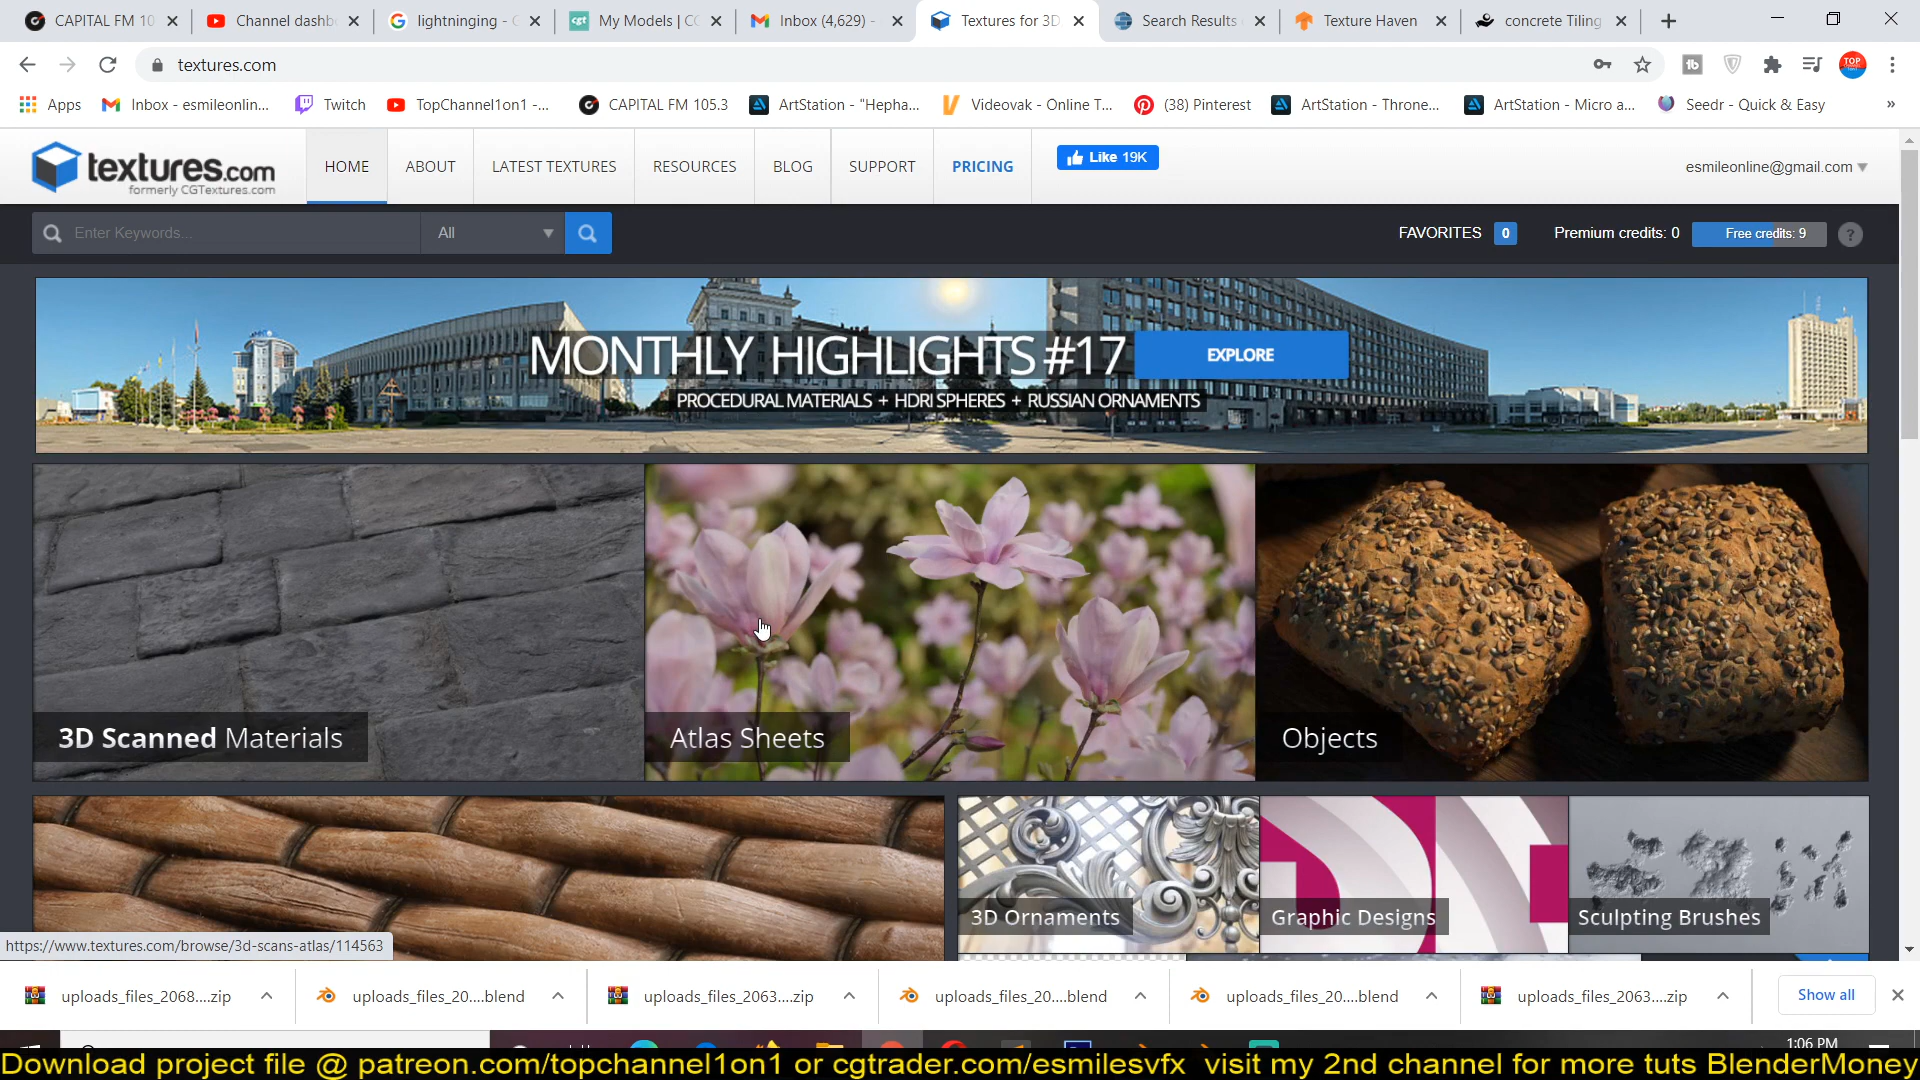 CAPITAL FM 10 Channel dashb lightninging - G My Models | CG Inbox (4,629) - Textures for 3D Search Results Texture Haven concrete Tiling
textures.com
Apps Inbox - esmileonlin... Twitch TopChannel1on1 -... CAPITAL FM 105.3 ArtStation - "Hepha... Videovak - Online T... (38) Pinterest ArtStation - Throne... ArtStation - Micro a... Seedr - Quick & Easy »
textures.com
formerly CGTextures.com
HOME ABOUT LATEST TEXTURES RESOURCES BLOG SUPPORT PRICING Like 19K esmileonline@gmail.com
Enter Keywords... All FAVORITES 0 Premium credits: 0 Free credits: 9 ?
MONTHLY HIGHLIGHTS #17 EXPLORE
PROCEDURAL MATERIALS + HDRI SPHERES + RUSSIAN ORNAMENTS
3D Scanned Materials Atlas Sheets Objects
3D Ornaments Graphic Designs Sculpting Brushes
https://www.textures.com/browse/3d-scans-atlas/114563
uploads_files_2068....zip uploads_files_20....blend uploads_files_2063....zip uploads_files_20....blend uploads_files_20....blend uploads_files_2063....zip Show all
1:06 PM
Download project file @ patreon.com/topchannel1on1 or cgtrader.com/esmilesvfx visit my 2nd channel for more tuts BlenderMoney